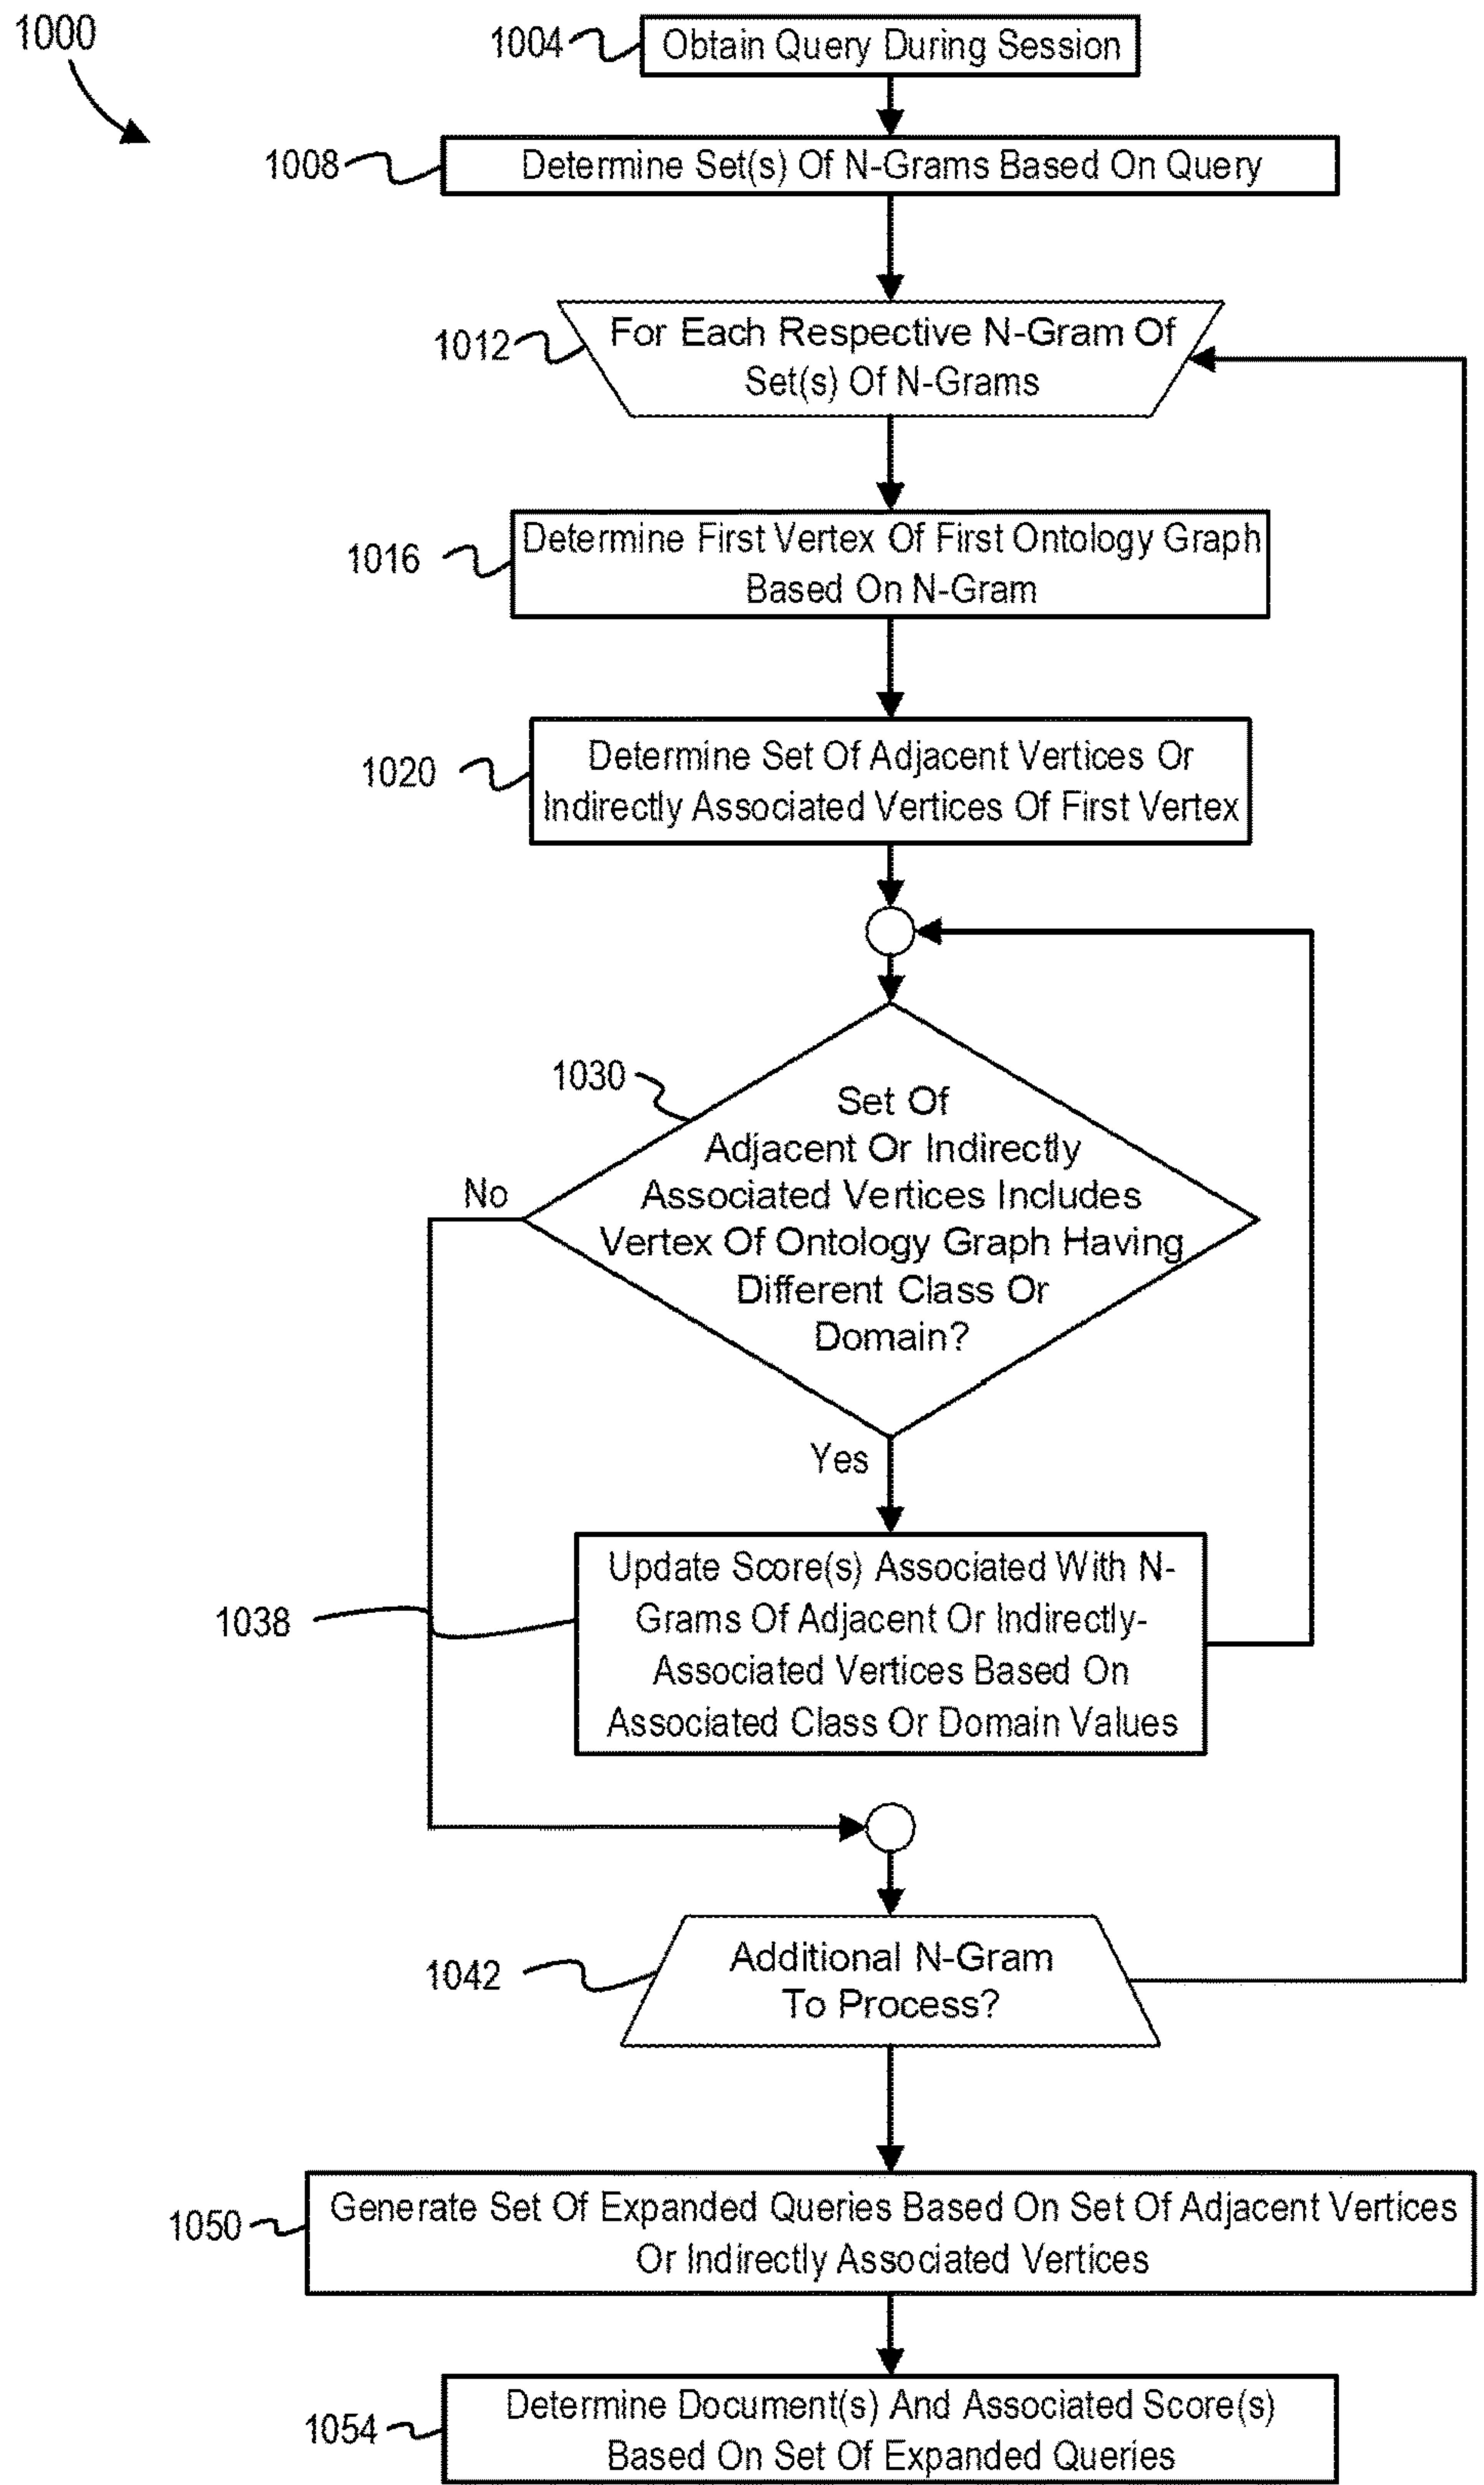 1000
1004
Obtain Query During Session
1008
Determine Set(s) Of N-Grams Based On Query
1012
For Each Respective N-Gram Of
Set(s) Of N-Grams
1016
Determine First Vertex Of First Ontology Graph
Based On N-Gram
1020
Determine Set Of Adjacent Vertices Or
Indirectly Associated Vertices Of First Vertex
1030
Set Of
Adjacent Or Indirectly
Associated Vertices Includes
Vertex Of Ontology Graph Having
Different Class Or
Domain?
No
Yes
1038
Update Score(s) Associated With N-
Grams Of Adjacent Or Indirectly-
Associated Vertices Based On
Associated Class Or Domain Values
1042
Additional N-Gram
To Process?
1050
Generate Set Of Expanded Queries Based On Set Of Adjacent Vertices
Or Indirectly Associated Vertices
1054
Determine Document(s) And Associated Score(s)
Based On Set Of Expanded Queries